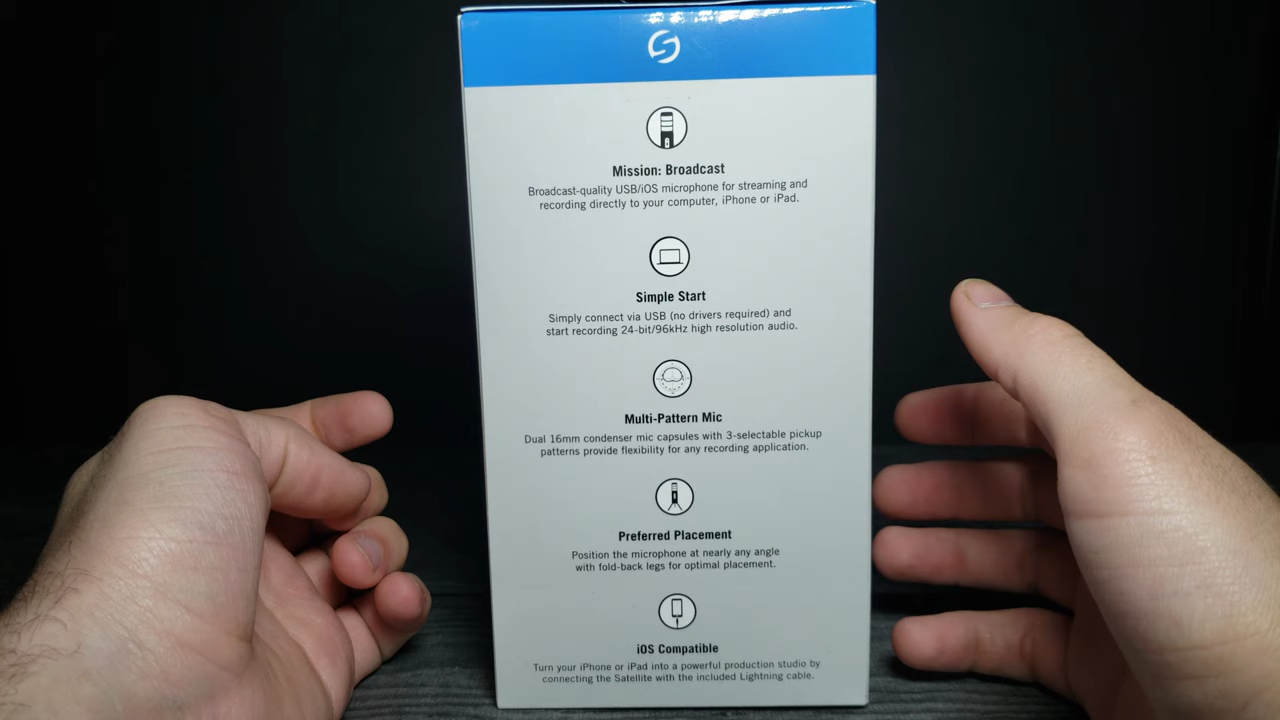 Mission: Broadcast
Broadcast-quality USB/iOS microphone for streaming and
recording directly to your computer, iPhone or iPad.
Simple Start
Simply connect via USB (no drivers required) and
start recording 24-bit/96kHz high resolution audio.
Multi-Pattern Mic
Dual 16mm condenser mic capsules with 3-selectable pickup
patterns provide flexibility for any recording application.
Preferred Placement
Position the microphone at nearly any angle
with fold-back legs for optimal placement.
iOS Compatible
Turn your iPhone or iPad into a powerful production studio by
connecting the Satellite with the included Lightning cable.